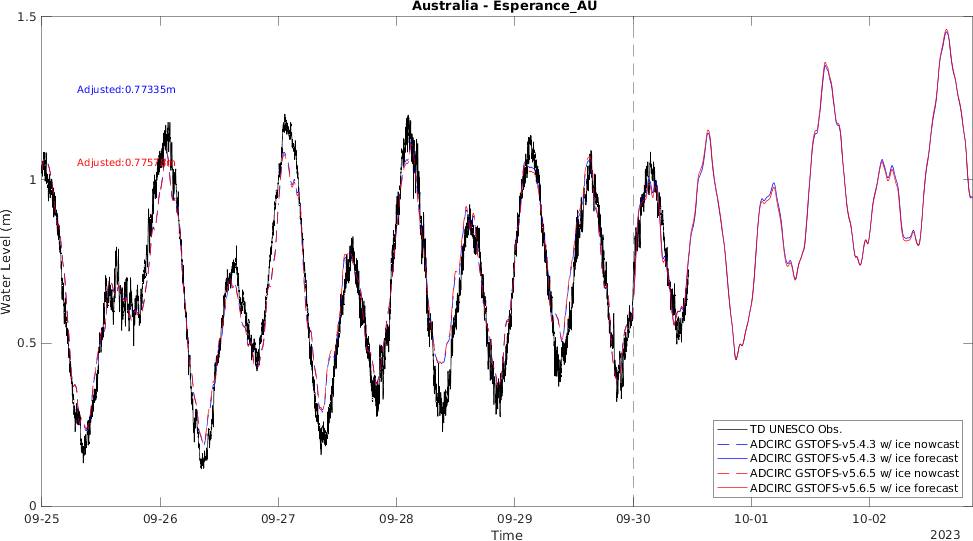 Australia - Esperance_AU
1.5
Adjusted:0.77335m
Adjusted:0.7757 m
1
Water Level (m)
0.5
TD UNESCO Obs.
ADCIRC GSTOFS-v5.4.3 w/ ice nowcast
ADCIRC GSTOFS-v5.4.3 w/ ice forecast
ADCIRC GSTOFS-v5.6.5 w/ ice nowcast
ADCIRC GSTOFS-v5.6.5 w/ ice forecast
0
09-25 09-26 09-27 09-28 09-29 09-30 10-01 10-02
Time
2023